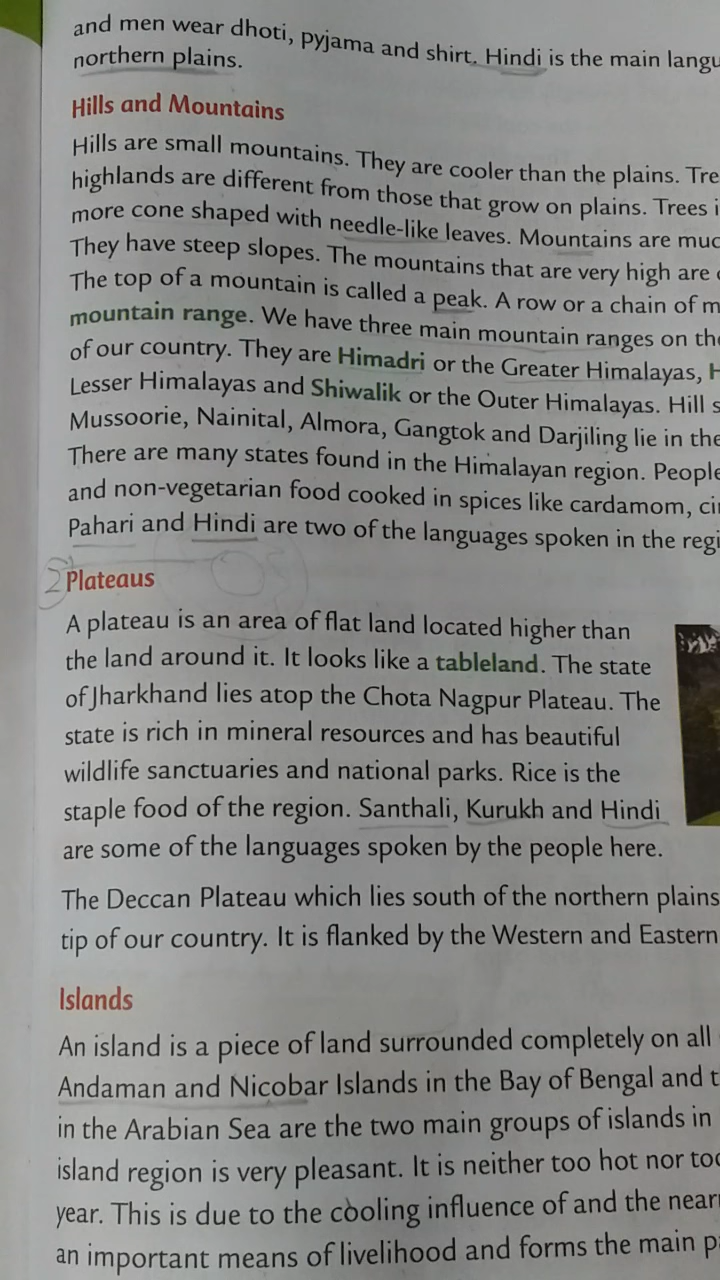 and men wear dhoti, pyjama and shirt. Hindi is the main
northern plains.
Hills and Mountains
Hills are small mountains. They are cooler than the plains.
highlands are different from those that grow on plains. Trees
more cone shaped with needle-like leaves. Mountains are
They have steep slopes. The mountains that are very high are
The top of a mountain is called a peak. A row or a chain of
mountain range. We have three main mountain ranges on
of our country. They are Himadri or the Greater Himalayas,
Lesser Himalayas and Shiwalik or the Outer Himalayas. Hill
Mussoorie, Nainital, Almora, Gangtok and Darjiling lie in the
There are many states found in the Himalayan region.
and non-vegetarian food cooked in spices like cardamom,
Pahari and Hindi are two of the languages spoken in the
2 Plateaus
A plateau is an area of flat land located higher than
the land around it. It looks like a tableland. The state
of Jharkhand lies atop the Chota Nagpur Plateau. The
state is rich in mineral resources and has beautiful
wildlife sanctuaries and national parks. Rice is the
staple food of the region. Santhali, Kurukh and Hindi
are some of the languages spoken by the people here.
The Deccan Plateau which lies south of the northern plains
tip of our country. It is flanked by the Western and Eastern
Islands
An island is a piece of land surrounded completely on all
Andaman and Nicobar Islands in the Bay of Bengal and
in the Arabian Sea are the two main groups of islands in
island region is very pleasant. It is neither too hot nor
year. This is due to the cooling influence of and the
an important means of livelihood and forms the main